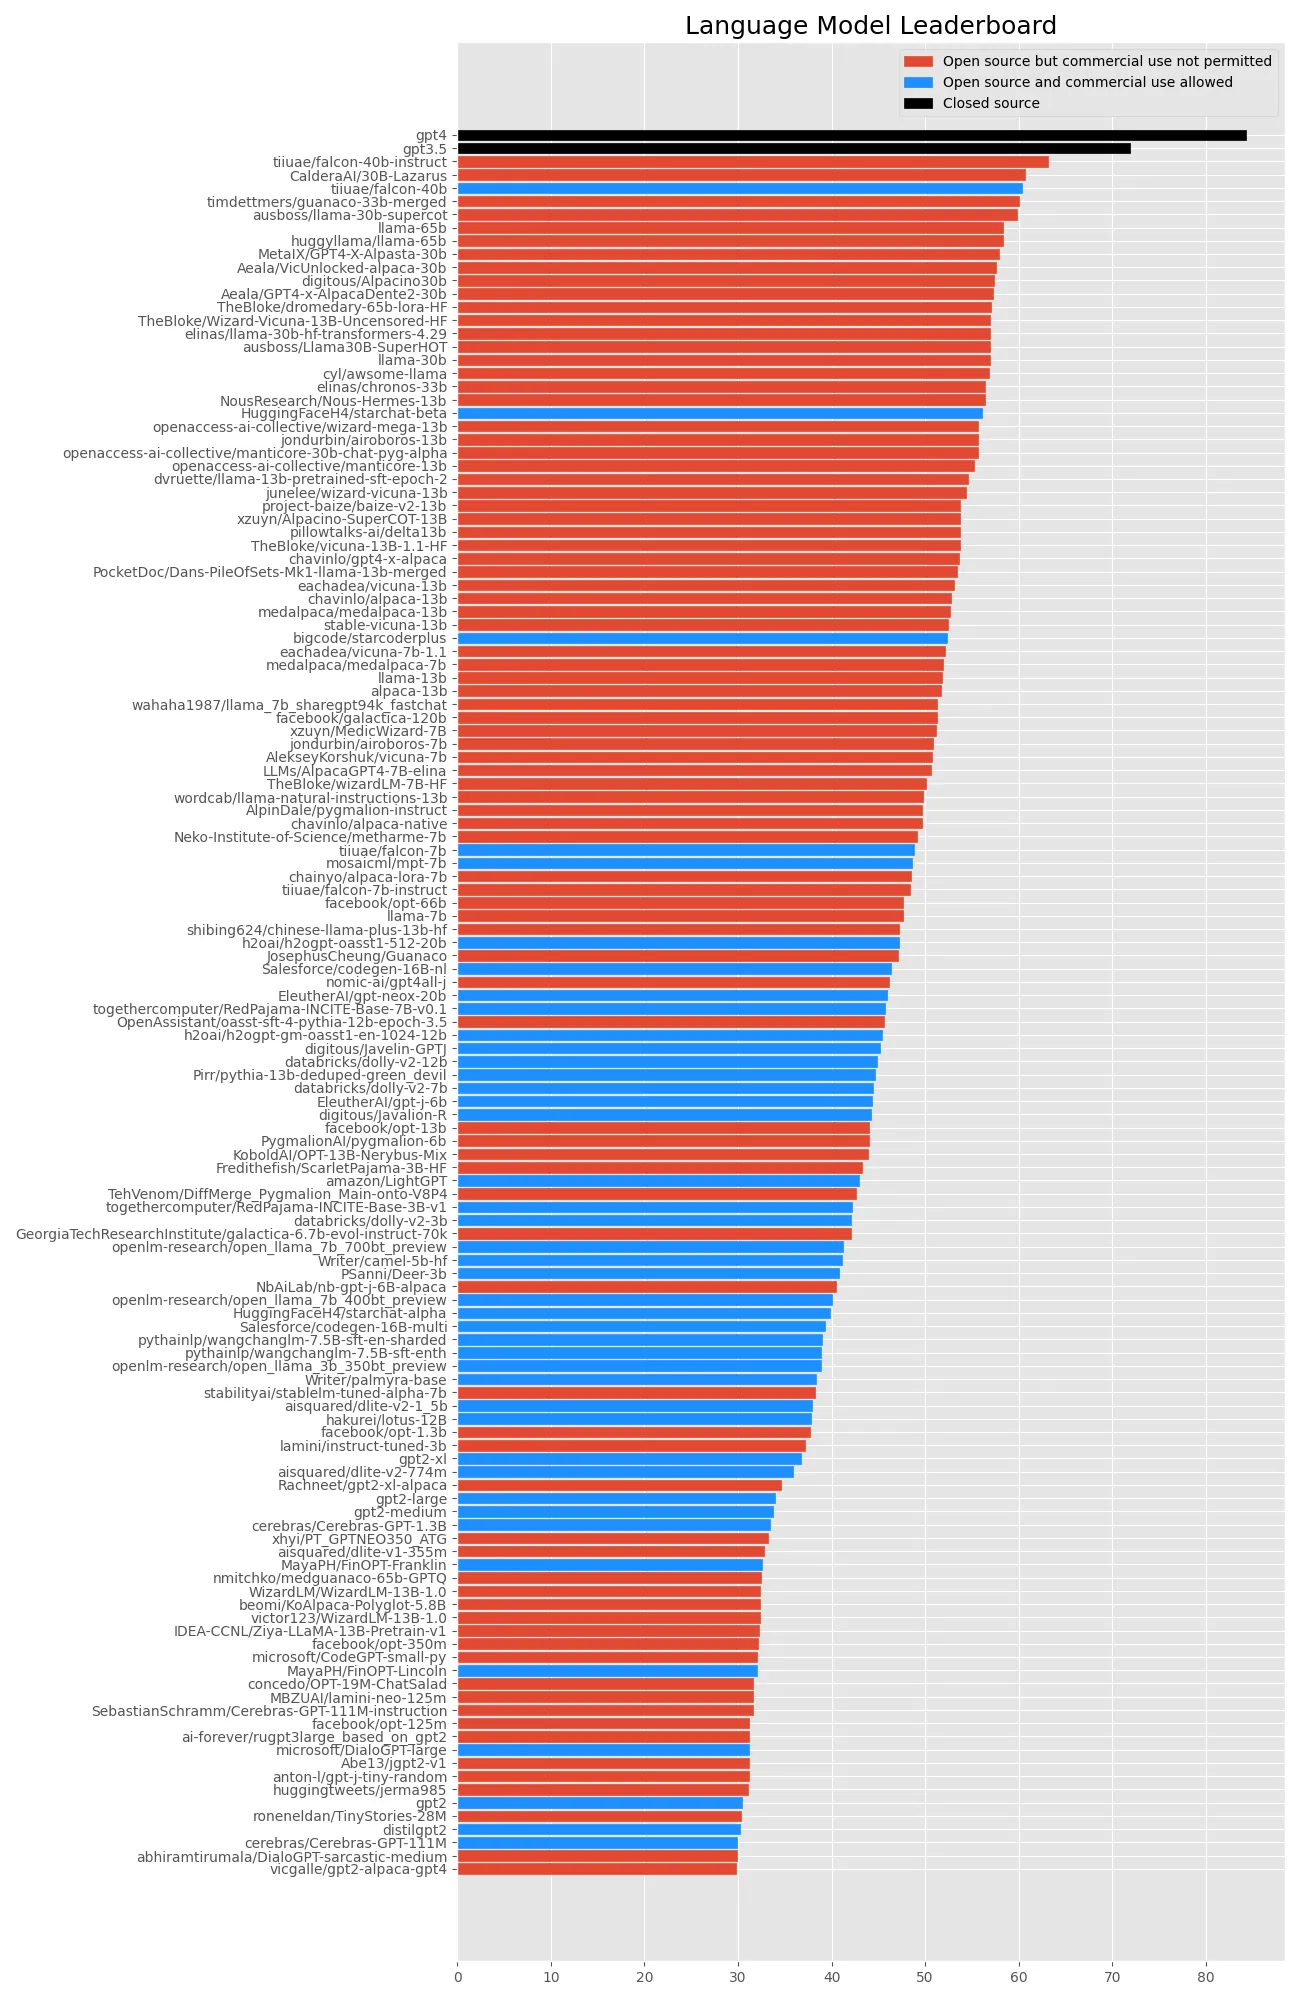 Language Model Leaderboard
Open source but commercial use not permitted
Open source and commercial use allowed
Closed source
gpt4
gpt3.5
tiiuae/falcon-40b-instruct
CalderaAI/30B-Lazarus
tiiuae/falcon-40b
timdettmers/guanaco-33b-merged
ausboss/llama-30b-supercot
llama-65b
huggyllama/llama-65b
MetaIX/GPT4-X-Alpasta-30b
Aeala/VicUnlocked-alpaca-30b
digitous/Alpacino30b
Aeala/GPT4-x-AlpacaDente2-30b
TheBloke/dromedary-65b-lora-HF
TheBloke/Wizard-Vicuna-13B-Uncensored-HF
elinas/llama-30b-hf-transformers-4.29
ausboss/Llama30B-SuperHOT
llama-30b
cyl/awsome-llama
elinas/chronos-33b
NousResearch/Nous-Hermes-13b
HuggingFaceH4/starchat-beta
openaccess-ai-collective/wizard-mega-13b
jondurbin/airoboros-13b
openaccess-ai-collective/manticore-30b-chat-pyg-alpha
openaccess-ai-collective/manticore-13b
dvruette/llama-13b-pretrained-sft-epoch-2
junelee/wizard-vicuna-13b
project-baize/baize-v2-13b
xzuyn/Alpacino-SuperCOT-13B
pillowtalks-ai/delta13b
TheBloke/vicuna-13B-1.1-HF
chavinlo/gpt4-x-alpaca
PocketDoc/Dans-PileOfSets-Mk1-llama-13b-merged
eachadea/vicuna-13b
chavinlo/alpaca-13b
medalpaca/medalpaca-13b
stable-vicuna-13b
bigcode/starcoderplus
eachadea/vicuna-7b-1.1
medalpaca/medalpaca-7b
llama-13b
alpaca-13b
wahaha1987/llama_7b_sharegpt94k_fastchat
facebook/galactica-120b
xzuyn/MedicWizard-7B
jondurbin/airoboros-7b
AlekseyKorshuk/vicuna-7b
LLMs/AlpacaGPT4-7B-elina
TheBloke/wizardLM-7B-HF
wordcab/llama-natural-instructions-13b
AlpinDale/pygmalion-instruct
chavinlo/alpaca-native
Neko-Institute-of-Science/metharme-7b
tiiuae/falcon-7b
mosaicml/mpt-7b
chainyo/alpaca-lora-7b
tiiuae/falcon-7b-instruct
facebook/opt-66b
llama-7b
shibing624/chinese-llama-plus-13b-hf
h2oai/h2ogpt-oasst1-512-20b
JosephusCheung/Guanaco
Salesforce/codegen-16B-nl
nomic-ai/gpt4all-j
EleutherAI/gpt-neox-20b
togethercomputer/RedPajama-INCITE-Base-7B-v0.1
OpenAssistant/oasst-sft-4-pythia-12b-epoch-3.5
h2oai/h2ogpt-gm-oasst1-en-1024-12b
digitous/Javelin-GPTJ
databricks/dolly-v2-12b
Pirr/pythia-13b-deduped-green_devil
databricks/dolly-v2-7b
EleutherAI/gpt-j-6b
digitous/Javalion-R
facebook/opt-13b
PygmalionAI/pygmalion-6b
KoboldAI/OPT-13B-Nerybus-Mix
Fredithefish/ScarletPajama-3B-HF
amazon/LightGPT
TehVenom/DiffMerge_Pygmalion_Main-onto-V8P4
togethercomputer/RedPajama-INCITE-Base-3B-v1
databricks/dolly-v2-3b
GeorgiaTechResearchInstitute/galactica-6.7b-evol-instruct-70k
openlm-research/open_llama_7b_700bt_preview
Writer/camel-5b-hf
PSanni/Deer-3b
NbAiLab/nb-gpt-j-6B-alpaca
openlm-research/open_llama_7b_400bt_preview
HuggingFaceH4/starchat-alpha
Salesforce/codegen-16B-multi
pythainlp/wangchanglm-7.5B-sft-en-sharded
pythainlp/wangchanglm-7.5B-sft-enth
openlm-research/open_llama_3b_350bt_preview
Writer/palmyra-base
stabilityai/stablelm-tuned-alpha-7b
aisquared/dlite-v2-1_5b
hakurei/lotus-12B
facebook/opt-1.3b
lamini/instruct-tuned-3b
gpt2-xl
aisquared/dlite-v2-774m
Rachneet/gpt2-xl-alpaca
gpt2-large
gpt2-medium
cerebras/Cerebras-GPT-1.3B
xhyi/PT_GPTNEO350_ATG
aisquared/dlite-v1-355m
MayaPH/FinOPT-Franklin
nmitchko/medguanaco-65b-GPTQ
WizardLM/WizardLM-13B-1.0
beomi/KoAlpaca-Polyglot-5.8B
victor123/WizardLM-13B-1.0
IDEA-CCNL/Ziya-LLaMA-13B-Pretrain-v1
facebook/opt-350m
microsoft/CodeGPT-small-py
MayaPH/FinOPT-Lincoln
concedo/OPT-19M-ChatSalad
MBZUAI/lamini-neo-125m
SebastianSchramm/Cerebras-GPT-111M-instruction
facebook/opt-125m
ai-forever/rugpt3large_based_on_gpt2
microsoft/DialoGPT-large
Abe13/jgpt2-v1
anton-l/gpt-j-tiny-random
huggingtweets/jerma985
gpt2
roneneldan/TinyStories-28M
distilgpt2
cerebras/Cerebras-GPT-111M
abhiramtirumala/DialoGPT-sarcastic-medium
vicgalle/gpt2-alpaca-gpt4
0 10 20 30 40 50 60 70 80